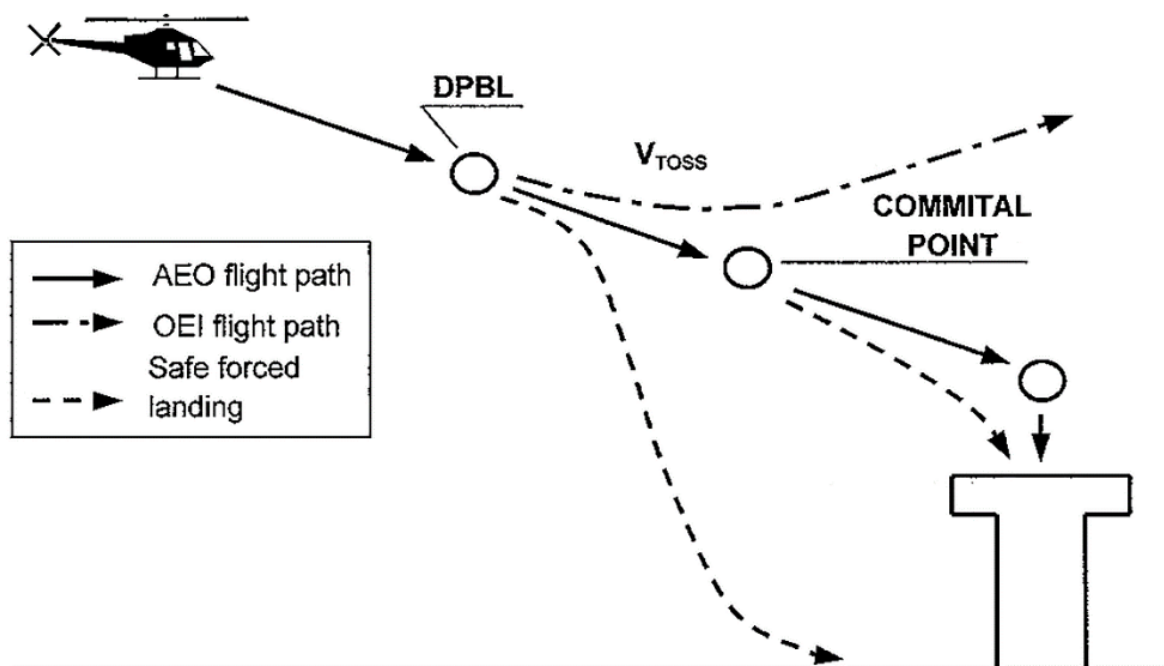 DPBL
VTOSS
COMMITAL
POINT
AEO flight path
OEI flight path
Safe forced
landing